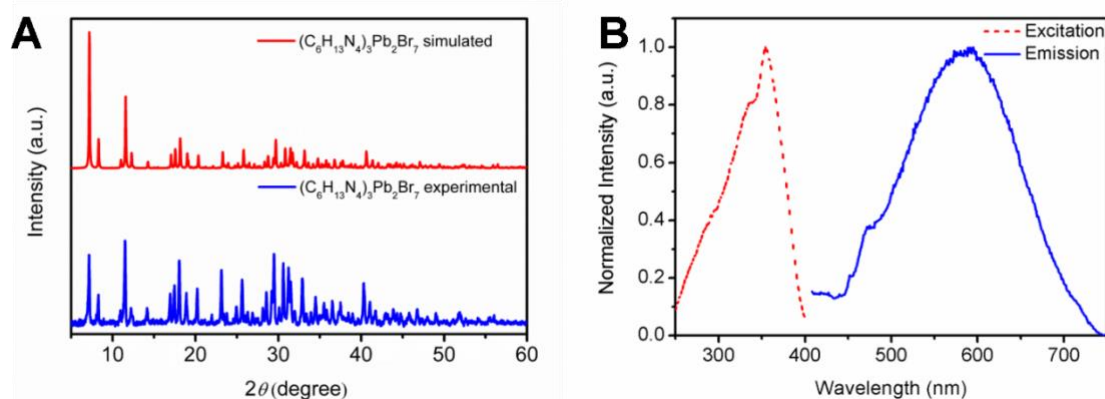 A
(C₆H₁₃N₄)₃Pb₂Br₇ simulated
(C₆H₁₃N₄)₃Pb₂Br₇ experimental
Intensity (a.u.)
10 20 30 40 50 60
2θ(degree)
B
Excitation
Emission
Normalized Intensity (a.u.)
1.0
0.8
0.6
0.4
0.2
0.0
300 400 500 600 700
Wavelength (nm)